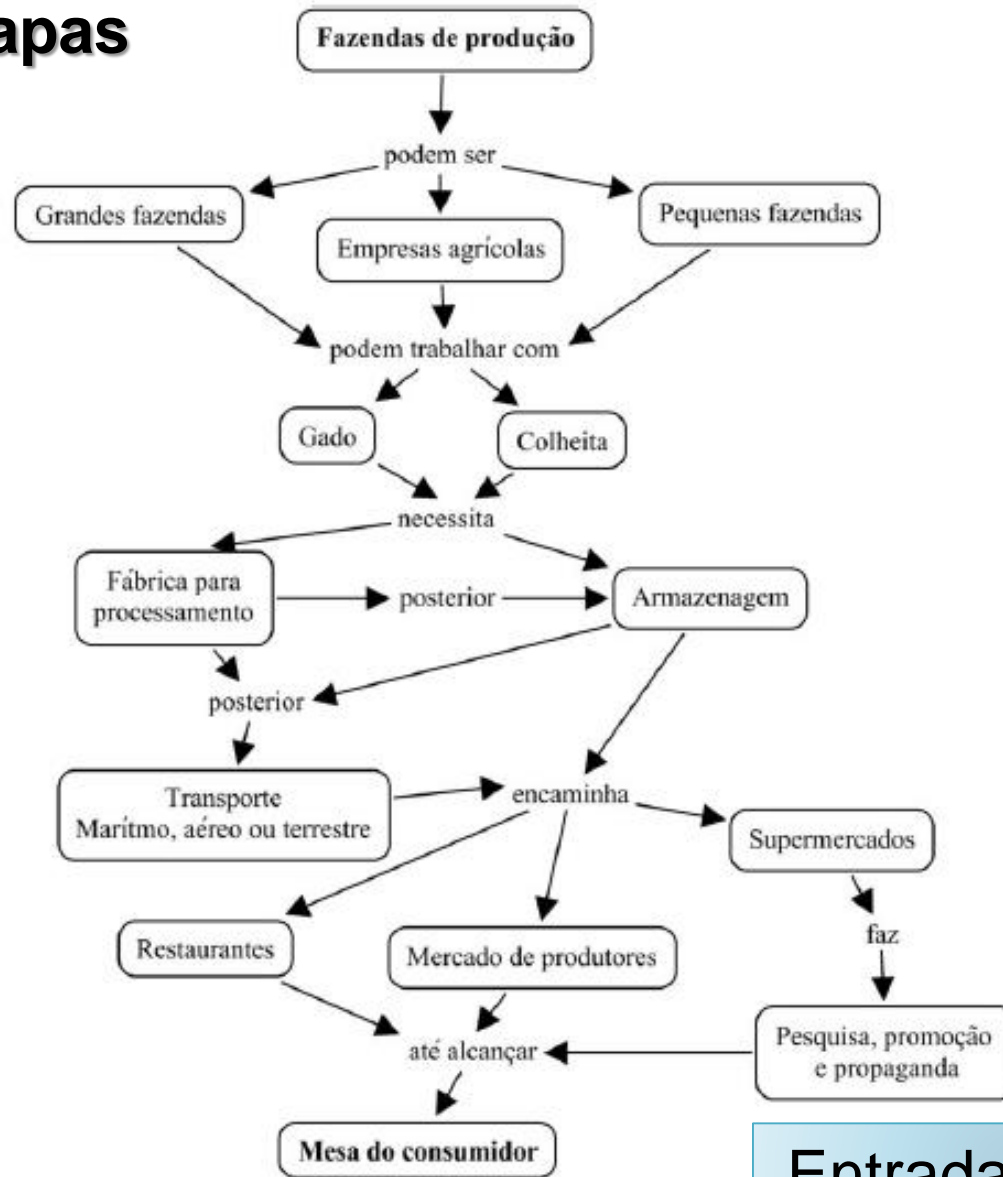 apas
Fazendas de produção
podem ser
Grandes fazendas
Empresas agrícolas
Pequenas fazendas
podem trabalhar com
Gado
Colheita
necessita
Fábrica para
processamento
posterior
Armazenagem
posterior
Transporte
Marítmo, aéreo ou terrestre
encaminha
Supermercados
Restaurantes
Mercado de produtores
faz
Pesquisa, promoção
e propaganda
até alcançar
Mesa do consumidor
Entrada